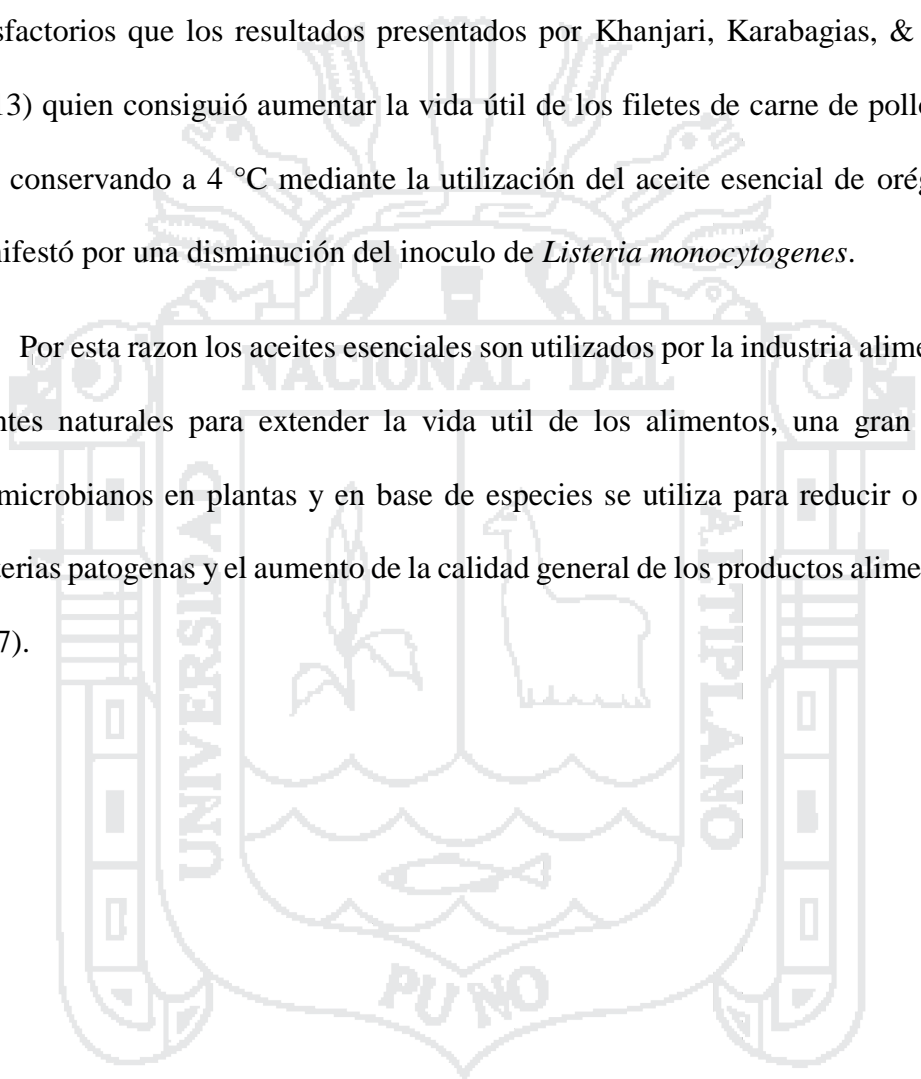 sfactorios que los resultados presentados por Khanjari, Karabagias, &
13) quien consiguió aumentar la vida útil de los filetes de carne de pollo
conservando a 4 °C mediante la utilización del aceite esencial de oré
nifestó por una disminución del inoculo de Listeria monocytogenes.
Por esta razon los aceites esenciales son utilizados por la industria alime
ntes naturales para extender la vida util de los alimentos, una gran
microbianos en plantas y en base de especies se utiliza para reducir o
terias patogenas y el aumento de la calidad general de los productos alime
7).
UNIVERSIDAD
NACIONAL DEL
ALTIPLANO
PUNO